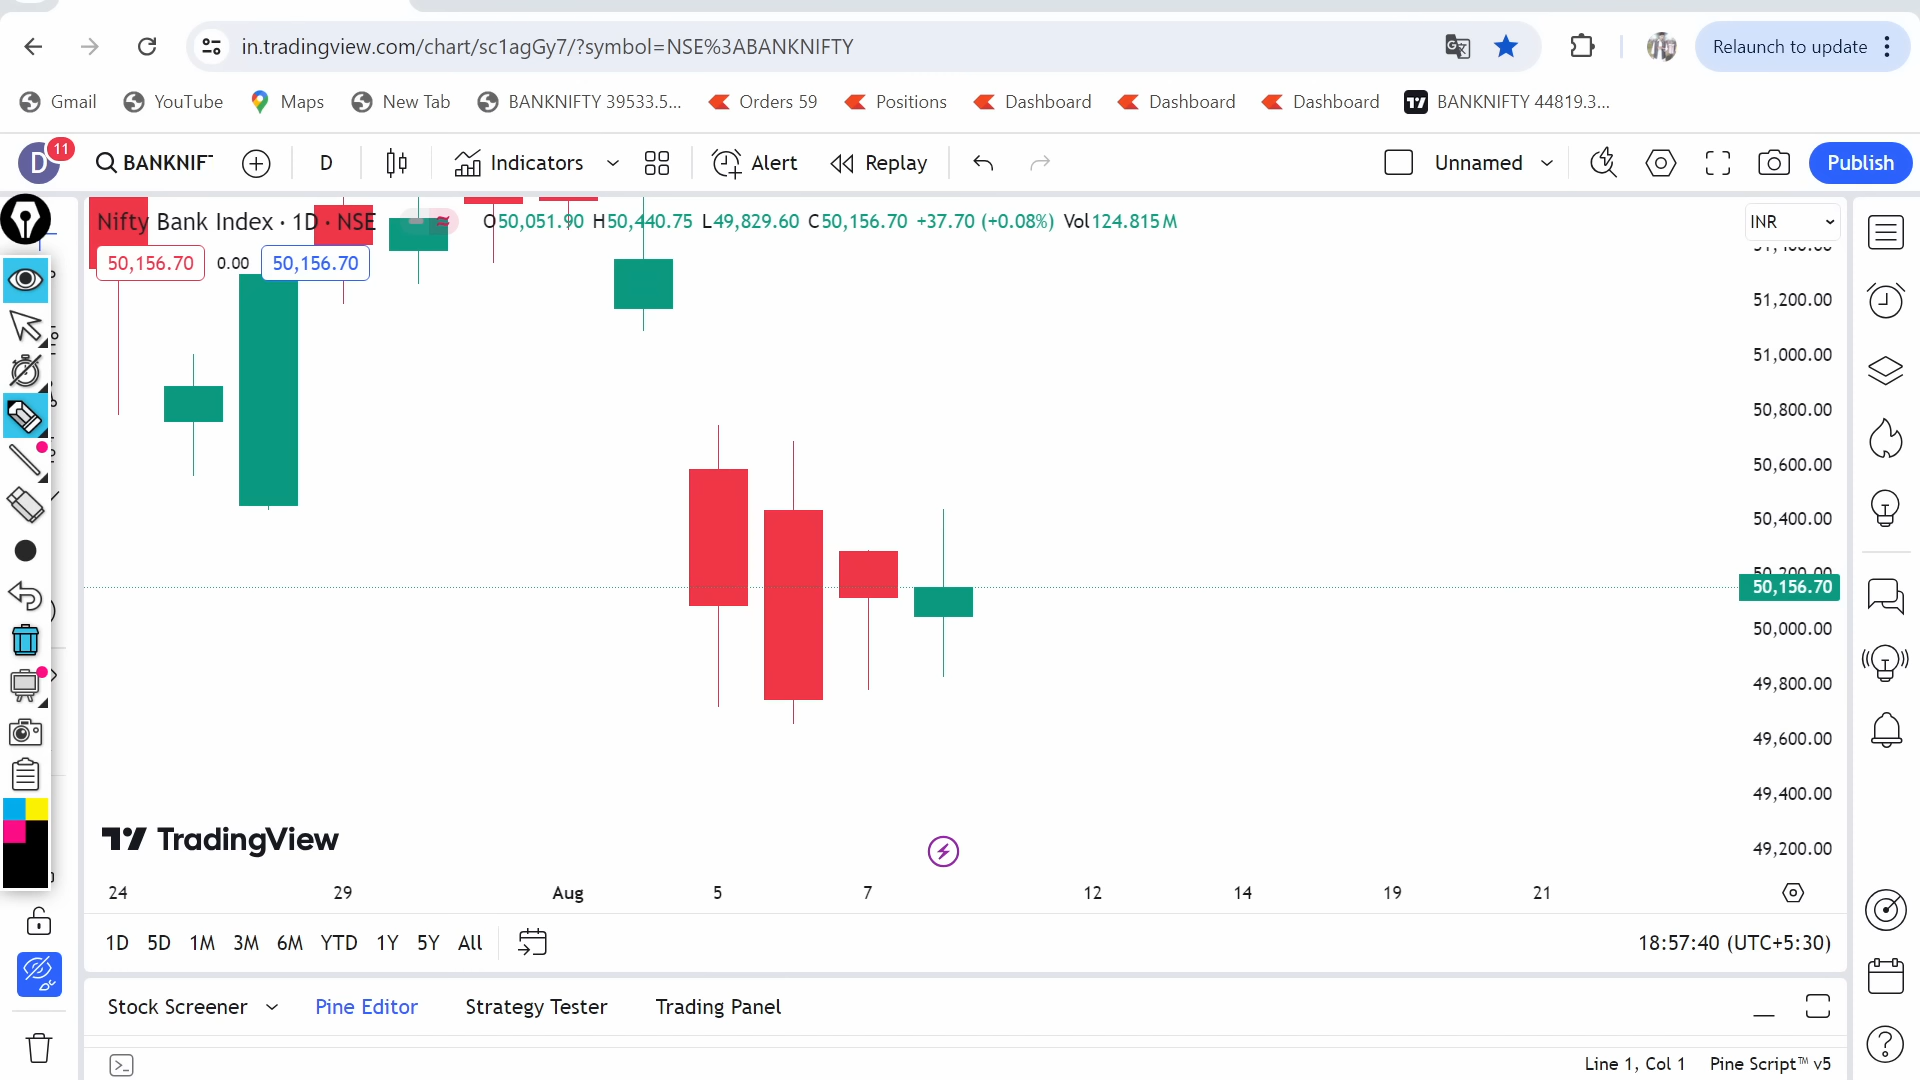 in.tradingview.com/chart/sc1agGy7/?symbol=NSE%3ABANKNIFTY
Relaunch to update
Gmail
YouTube
Maps
New Tab
BANKNIFTY 39533.5...
Orders 59
Positions
Dashboard
Dashboard
Dashboard
BANKNIFTY 44819.3...
D
11
BANKNIF
D
Indicators
Alert
Replay
Unnamed
Publish
Nifty Bank Index · 1D · NSE
O50,051.90 H50,440.75 L49,829.60 C50,156.70 +37.70 (+0.08%) Vol124.815M
INR
50,156.70
0.00
50,156.70
51,200.00
51,000.00
50,800.00
50,600.00
50,400.00
50,156.70
50,000.00
49,800.00
49,600.00
49,400.00
49,200.00
TradingView
24 29 Aug 5 7 12 14 19 21
1D 5D 1M 3M 6M YTD 1Y 5Y All
18:57:40 (UTC+5:30)
Stock Screener
Pine Editor
Strategy Tester
Trading Panel
Line 1, Col 1
Pine Script™ v5